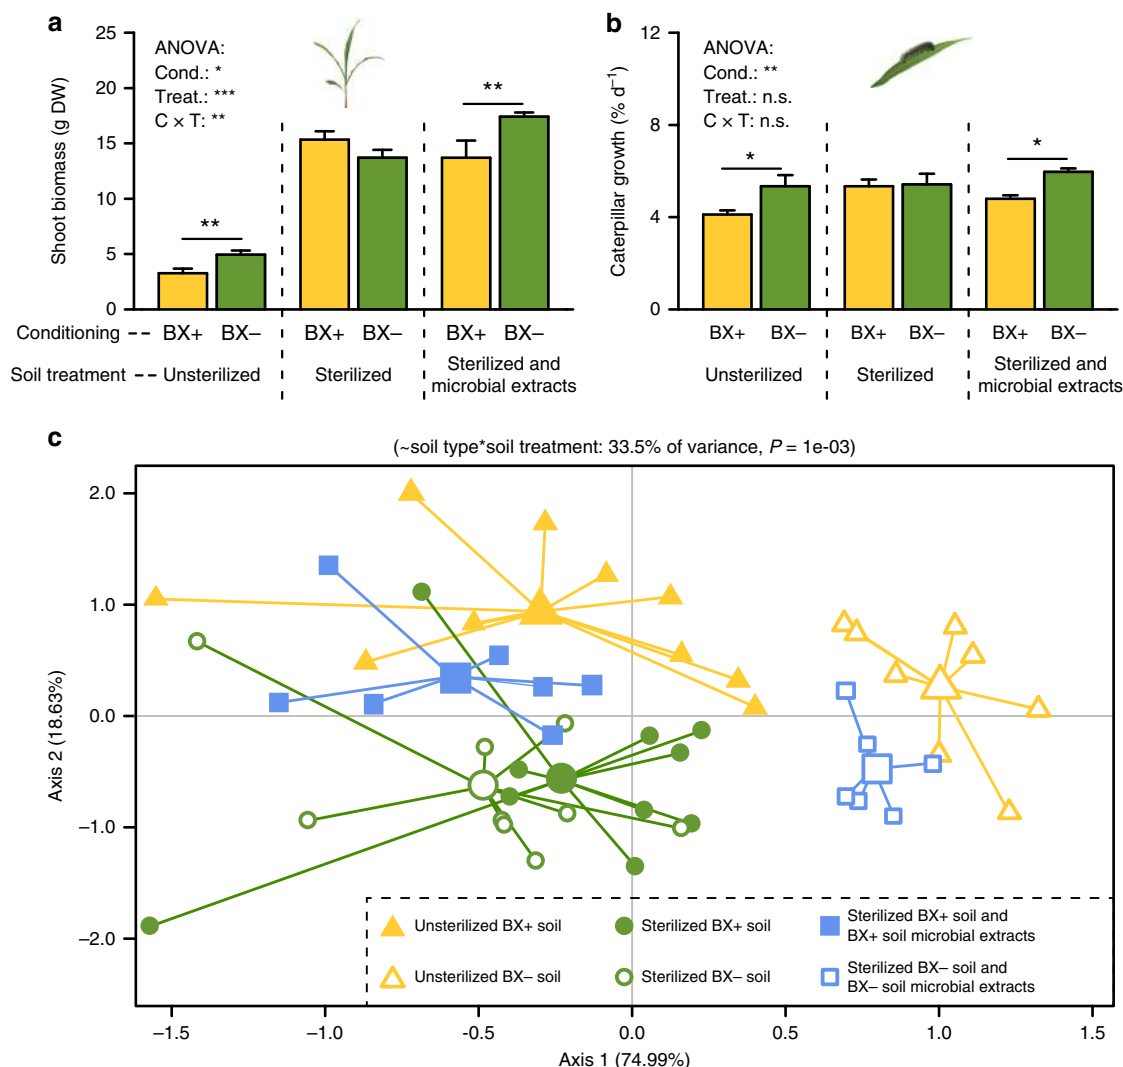 a
25
20
15
10
5
0
Shoot biomass (g DW)
ANOVA:
Cond.: *
Treat.: ***
C × T: **
**
**
Conditioning
BX+ BX– BX+ BX– BX+ BX–
Soil treatment
Unsterilized
Sterilized
Sterilized and
microbial extracts
b
12
8
4
0
Caterpillar growth (% d⁻¹)
ANOVA:
Cond.: **
Treat.: n.s.
C × T: n.s.
*
*
BX+ BX– BX+ BX– BX+ BX–
Unsterilized
Sterilized
Sterilized and
microbial extracts
c
(~soil type*soil treatment: 33.5% of variance, P = 1e-03)
2.0
1.0
0.0
–1.0
–2.0
Axis 2 (18.63%)
Unsterilized BX+ soil
Unsterilized BX– soil
Sterilized BX+ soil
Sterilized BX– soil
Sterilized BX+ soil and
BX+ soil microbial extracts
Sterilized BX– soil and
BX– soil microbial extracts
–1.5 –1.0 -0.5 0.0 0.5 1.0 1.5
Axis 1 (74.99%)